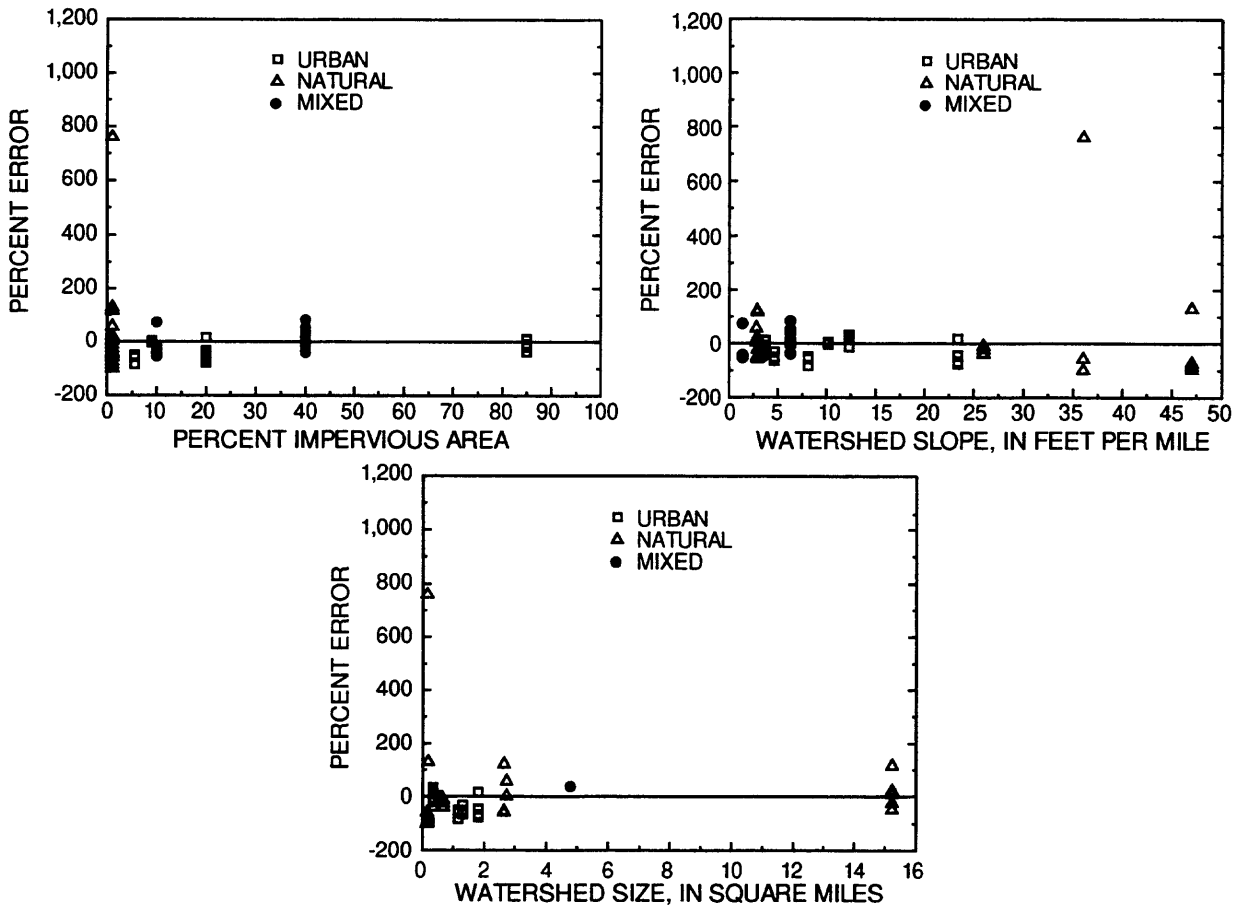 1,200
1,000
800
600
400
200
0
-200
PERCENT ERROR
URBAN
NATURAL
MIXED
0 10 20 30 40 50 60 70 80 90 100
PERCENT IMPERVIOUS AREA
1,200
1,000
800
600
400
200
0
-200
PERCENT ERROR
URBAN
NATURAL
MIXED
0 5 10 15 20 25 30 35 40 45 50
WATERSHED SLOPE, IN FEET PER MILE
1,200
1,000
800
600
400
200
0
-200
PERCENT ERROR
URBAN
NATURAL
MIXED
0 2 4 6 8 10 12 14 16
WATERSHED SIZE, IN SQUARE MILES